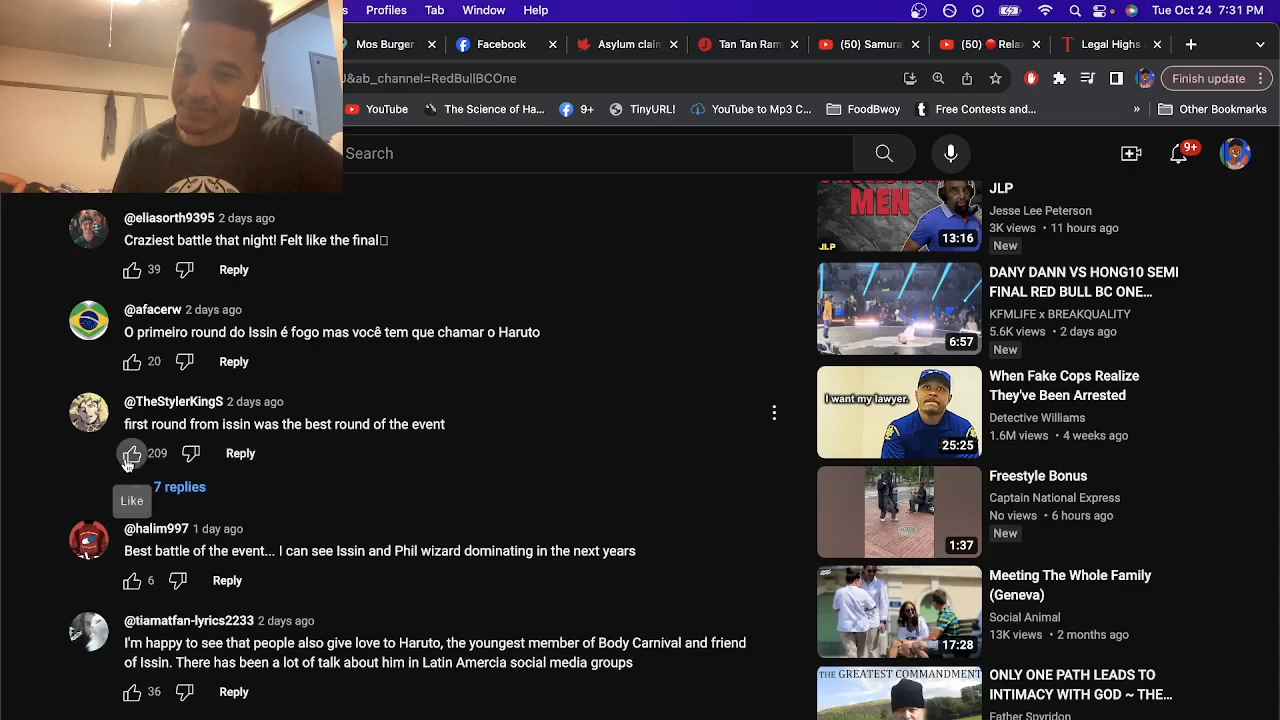 Profiles Tab Window Help Tue Oct 24 7:31 PM
Mos Burger Facebook Asylum clain Tan Tan Ram (50) Samura (50) Relax Legal Highs
J&ab_channel=RedBullBCOne Finish update
YouTube The Science of Ha... 9+ TinyURL! YouTube to Mp3 C... FoodBwoy Free Contests and... » Other Bookmarks
Search 9+
@eliasorth9395 2 days ago
Craziest battle that night! Felt like the final
39 Reply
@afacerw 2 days ago
O primeiro round do Issin é fogo mas você tem que chamar o Haruto
20 Reply
@TheStylerKingS 2 days ago
first round from issin was the best round of the event
209 Reply
Like
7 replies
@halim997 1 day ago
Best battle of the event... I can see Issin and Phil wizard dominating in the next years
6 Reply
@tiamatfan-lyrics2233 2 days ago
I'm happy to see that people also give love to Haruto, the youngest member of Body Carnival and friend
of Issin. There has been a lot of talk about him in Latin Amercia social media groups
36 Reply
MEN
JLP
13:16
JLP
Jesse Lee Peterson
3K views • 11 hours ago
New
6:57
DANY DANN VS HONG10 SEMI
FINAL RED BULL BC ONE...
KFMLIFE x BREAKQUALITY
5.6K views • 2 days ago
New
I want my lawyer.
25:25
When Fake Cops Realize
They've Been Arrested
Detective Williams
1.6M views • 4 weeks ago
1:37
Freestyle Bonus
Captain National Express
No views • 6 hours ago
New
17:28
Meeting The Whole Family
(Geneva)
Social Animal
13K views • 2 months ago
THE GREATEST COMMANDMENT
ONLY ONE PATH LEADS TO
INTIMACY WITH GOD ~ THE...
Father Spyridon